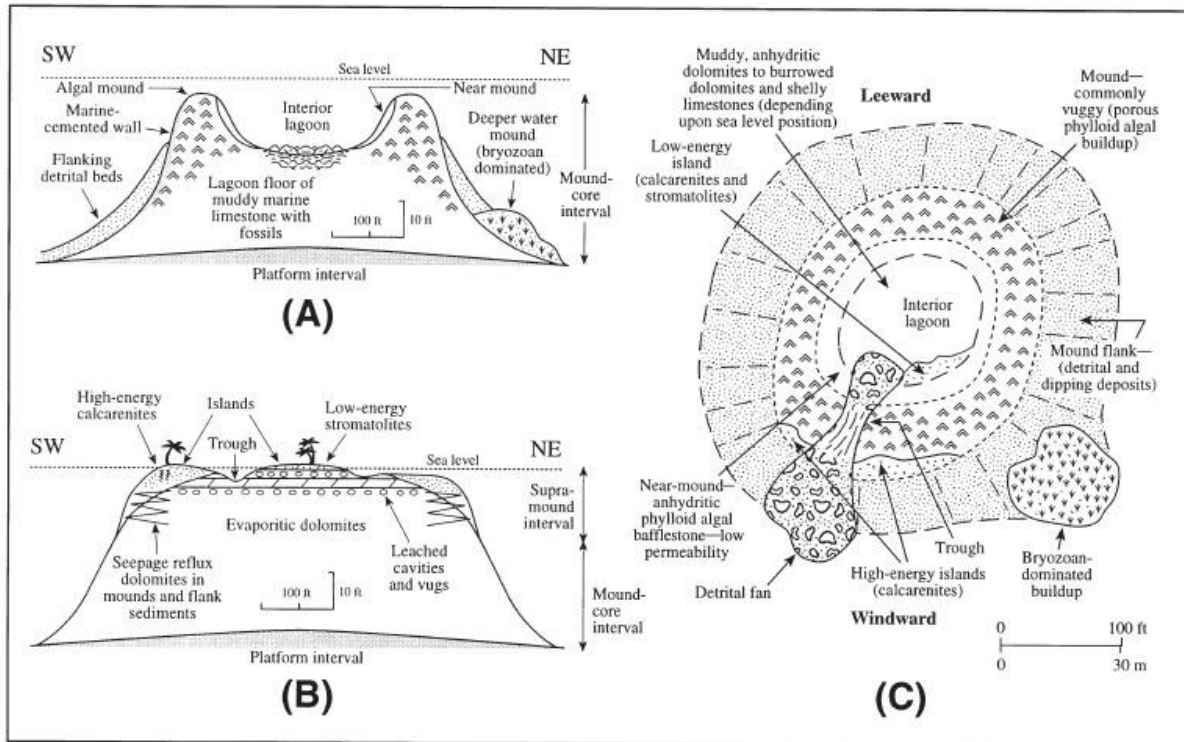 SW
NE
Sea level
Algal mound
Near mound
Marine-
cemented wall
Interior
lagoon
Deeper water
mound
(bryozoan
dominated)
Flanking
detrital beds
Mound-
core
interval
Lagoon floor of
muddy marine
limestone with
fossils
100 ft
10 ft
Platform interval
(A)
High-energy
calcarenites
Islands
Low-energy
stromatolites
SW
Trough
NE
Sea level
Supra-
mound
interval
Evaporitic dolomites
Seepage reflux
dolomites in
mounds and flank
sediments
Leached
cavities
and vugs
100 ft
10 ft
Mound-
core
interval
Platform interval
(B)
Muddy, anhydritic
dolomites to burrowed
dolomites and shelly
limestones (depending
upon sea level position)
Leeward
Mound—
commonly
vuggy (porous
phylloid algal
buildup)
Low-energy
island
(calcarenites and
stromatolites)
Interior
lagoon
Mound flank—
(detrital and
dipping deposits)
Near-mound—
anhydritic
phylloid algal
bafflestone—low
permeability
Trough
High-energy islands
(calcarenites)
Bryozoan-
dominated
buildup
Detrital fan
Windward
0 100 ft
0 30 m
(C)